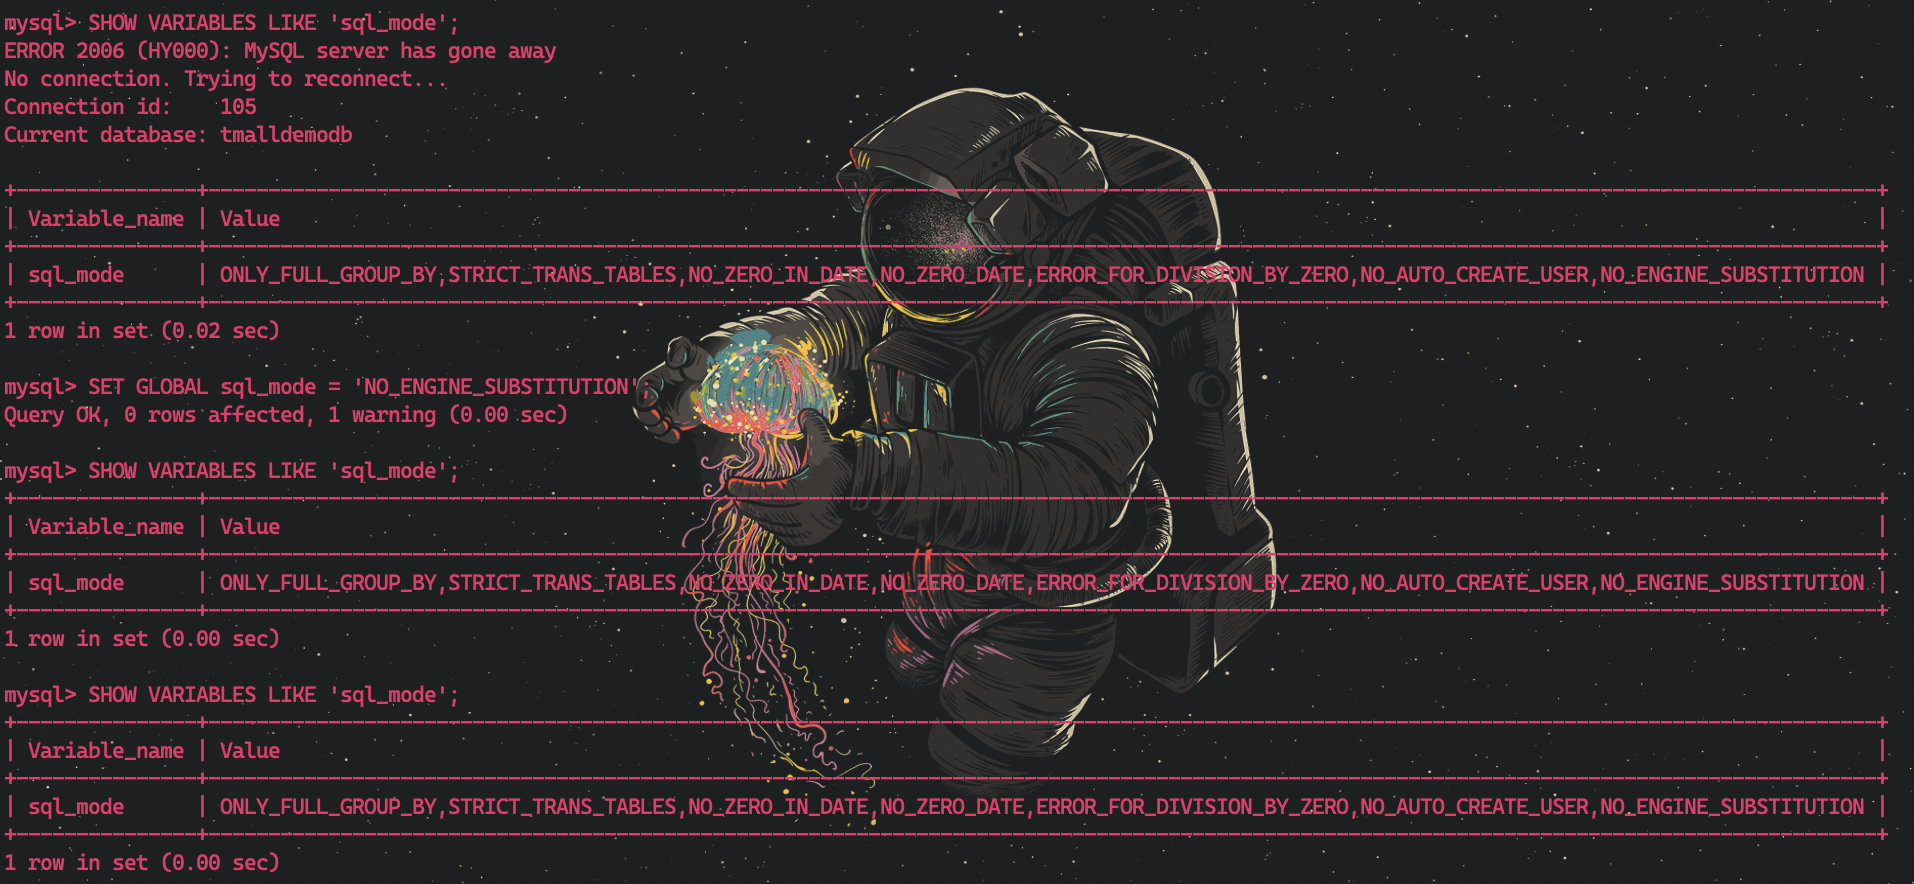 mysql> SHOW VARIABLES LIKE 'sql_mode';
ERROR 2006 (HY000): MySQL server has gone away
No connection. Trying to reconnect...
Connection id:    105
Current database: tmalldemodb
| Variable_name | Value |
| sql_mode      | ONLY_FULL_GROUP_BY,STRICT_TRANS_TABLES,NO_ZERO_IN_DATE,NO_ZERO_DATE,ERROR_FOR_DIVISION_BY_ZERO,NO_AUTO_CREATE_USER,NO_ENGINE_SUBSTITUTION |
1 row in set (0.02 sec)
mysql> SET GLOBAL sql_mode = 'NO_ENGINE_SUBSTITUTION';
Query OK, 0 rows affected, 1 warning (0.00 sec)
mysql> SHOW VARIABLES LIKE 'sql_mode';
| Variable_name | Value |
| sql_mode      | ONLY_FULL_GROUP_BY,STRICT_TRANS_TABLES,NO_ZERO_IN_DATE,NO_ZERO_DATE,ERROR_FOR_DIVISION_BY_ZERO,NO_AUTO_CREATE_USER,NO_ENGINE_SUBSTITUTION |
1 row in set (0.00 sec)
mysql> SHOW VARIABLES LIKE 'sql_mode';
| Variable_name | Value |
| sql_mode      | ONLY_FULL_GROUP_BY,STRICT_TRANS_TABLES,NO_ZERO_IN_DATE,NO_ZERO_DATE,ERROR_FOR_DIVISION_BY_ZERO,NO_AUTO_CREATE_USER,NO_ENGINE_SUBSTITUTION |
1 row in set (0.00 sec)